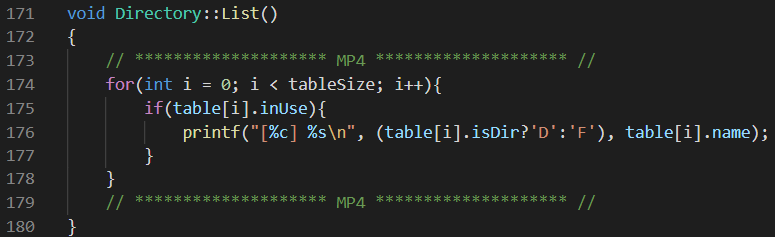 171 void Directory::List()
172 {
173     // ******************** MP4 ******************** //
174     for(int i = 0; i < tableSize; i++){
175         if(table[i].inUse){
176             printf("[%c] %s\n", (table[i].isDir?'D':'F'), table[i].name);
177         }
178     }
179     // ******************** MP4 ******************** //
180 }